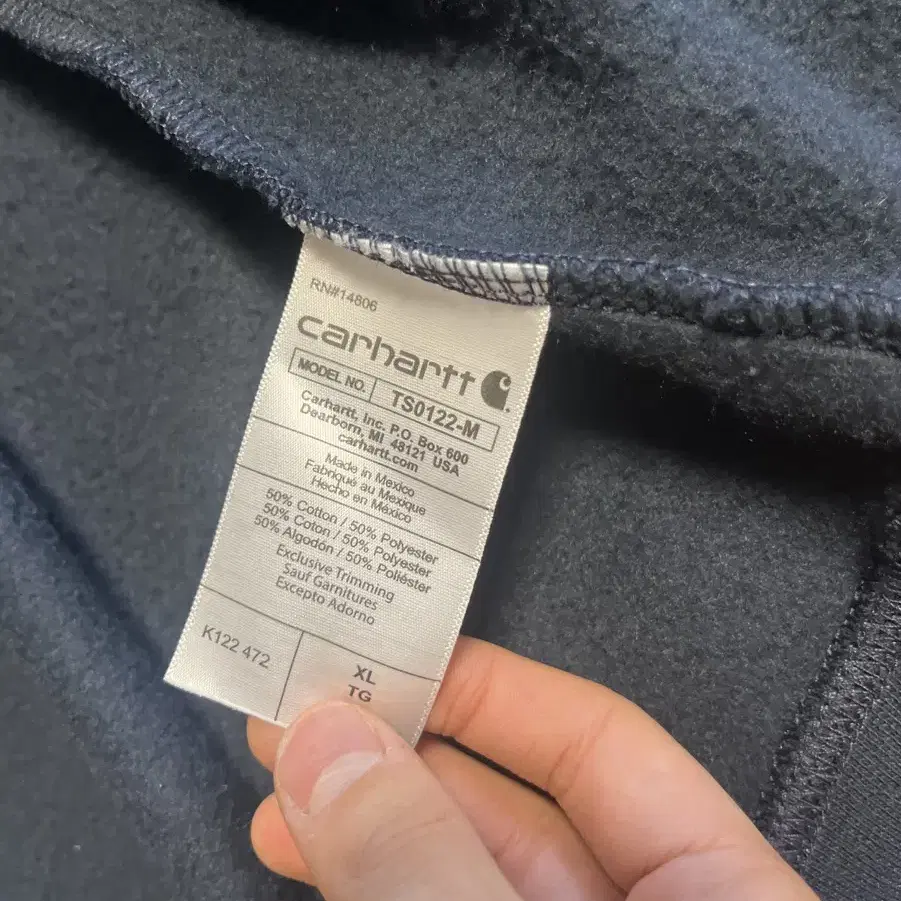 RN#14806
carhartt
MODEL NO. TS0122-M
Carhartt, Inc. P.O. Box 600
Dearborn, MI 48121 USA
carhartt.com
Made in Mexico
Fabriqué au Mexique
Hecho en México
50% Cotton / 50% Polyester
50% Coton / 50% Polyester
50% Algodón / 50% Poliéster
Exclusive Trimming
Sauf Garnitures
Excepto Adorno
K122 472
XL
TG